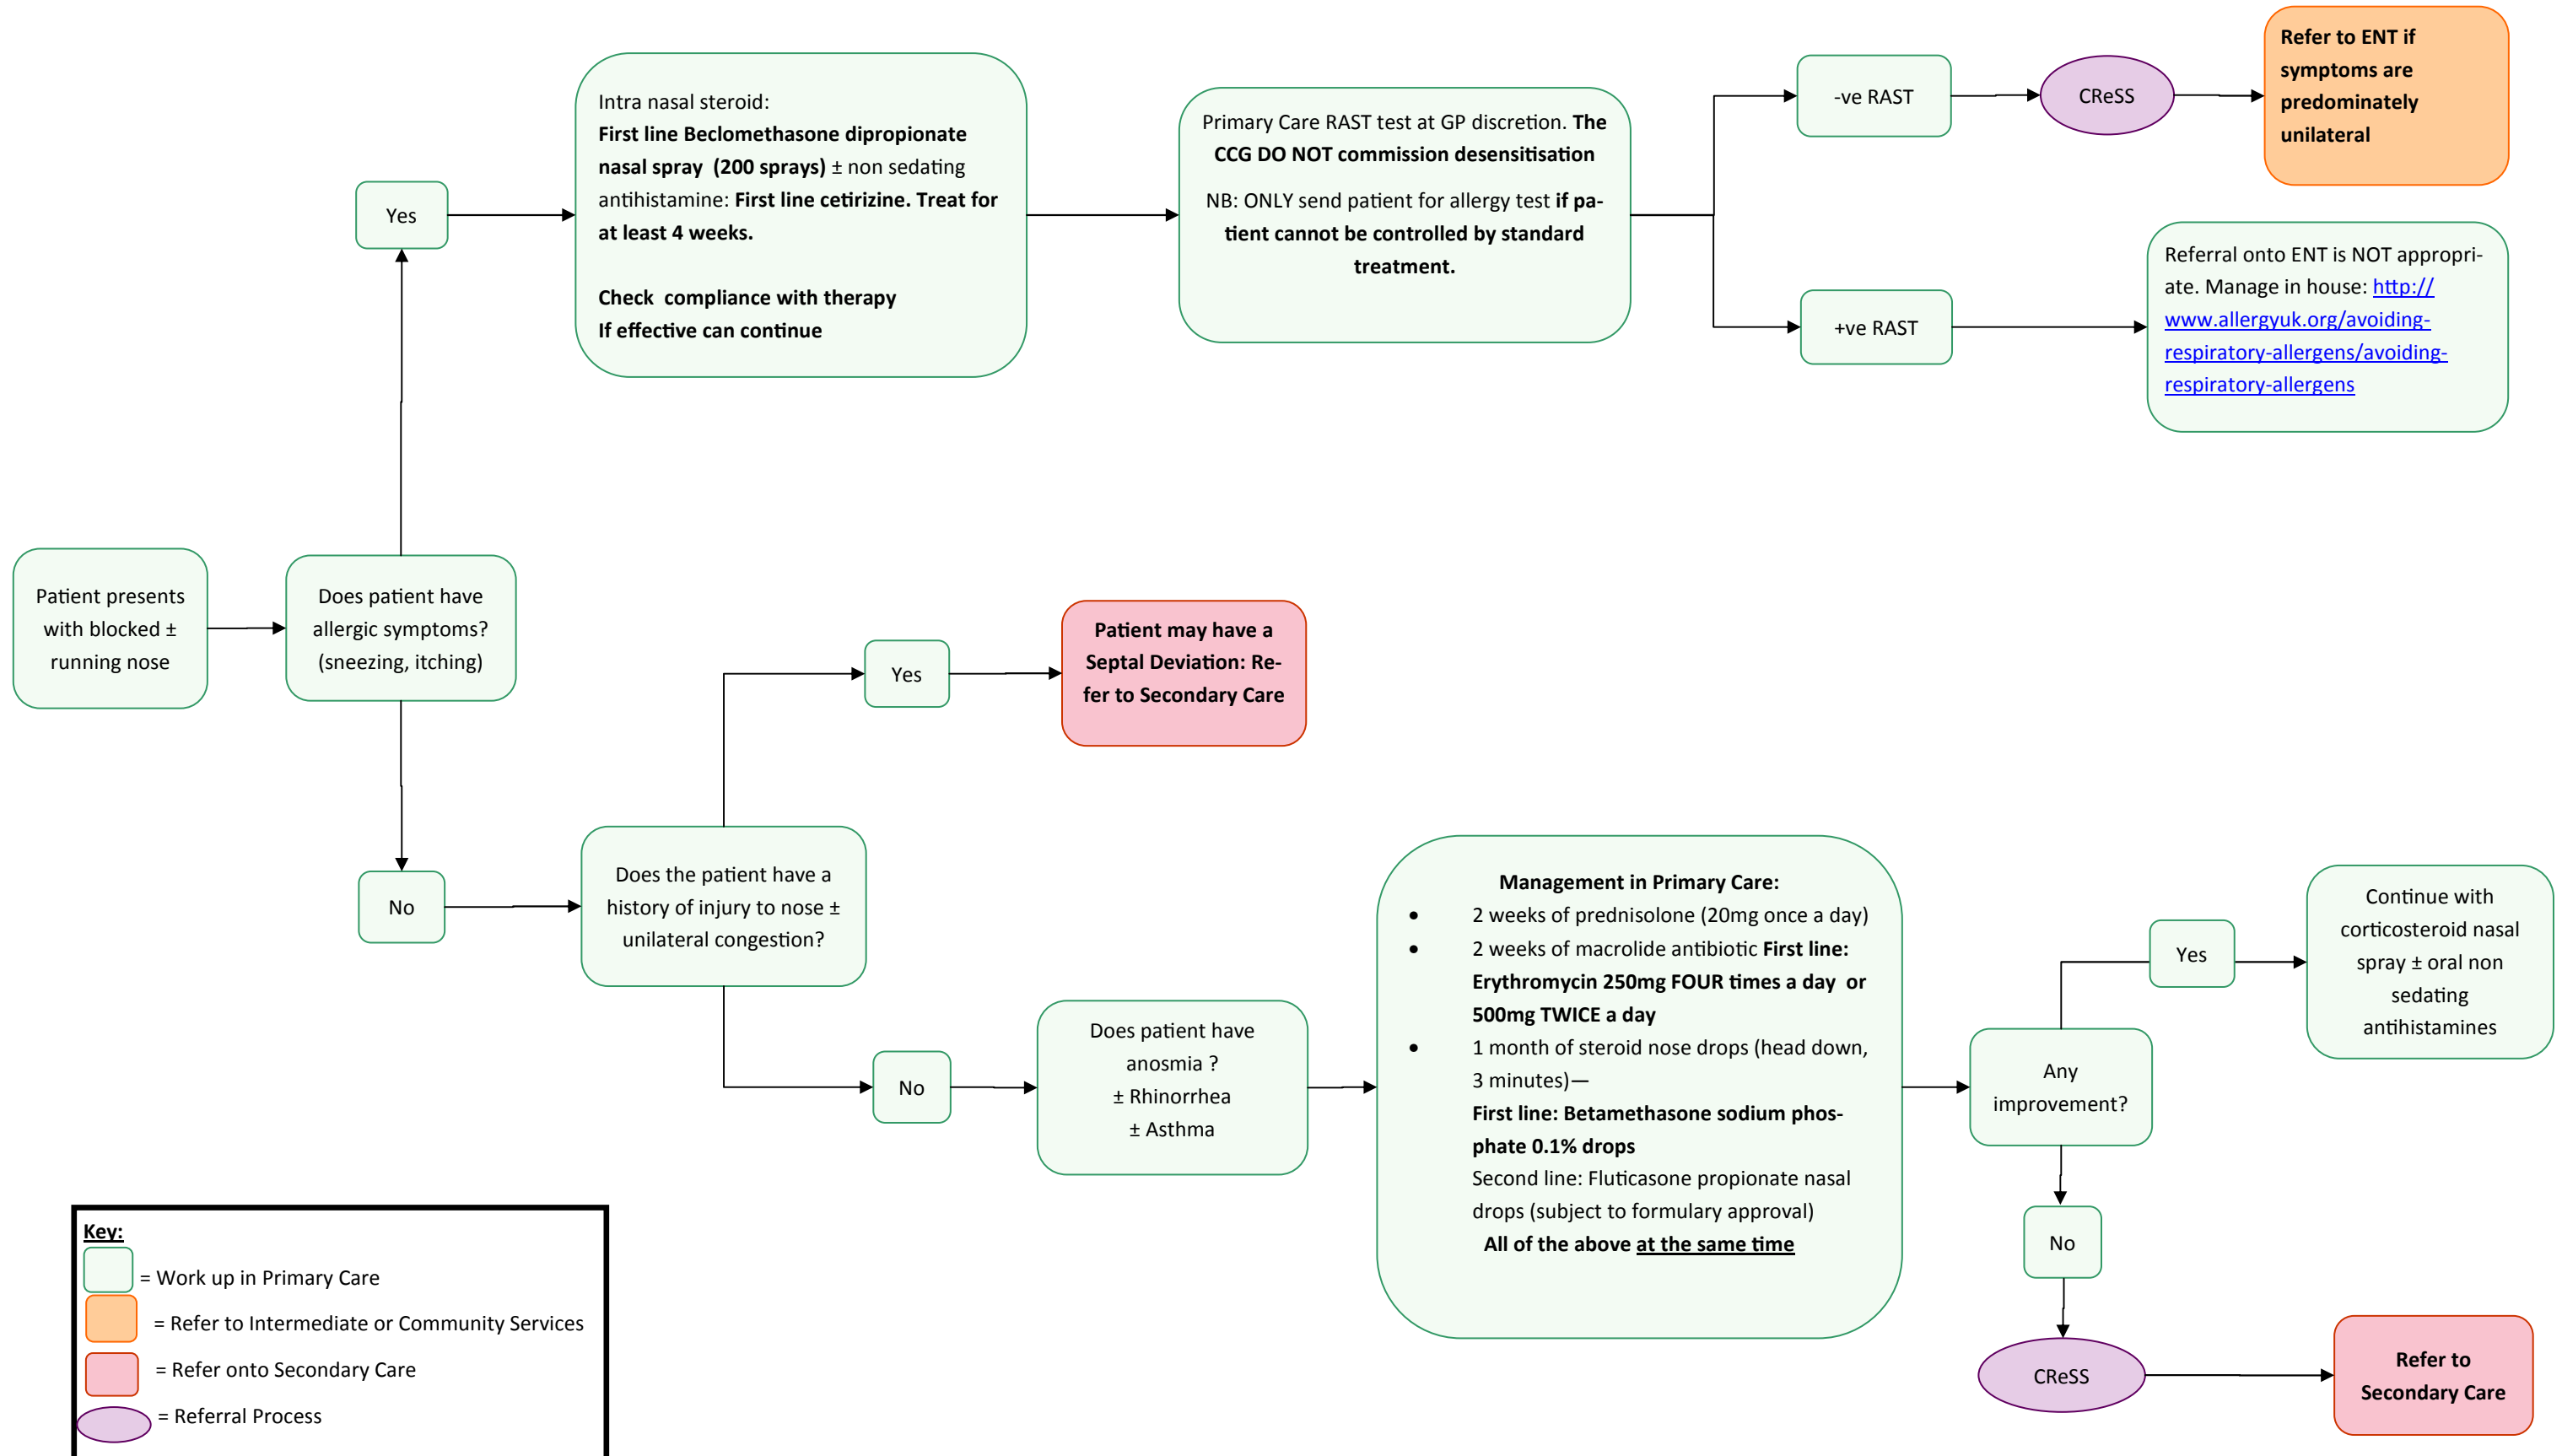 Refer to ENT if
symptoms are
predominately
unilateral
-ve RAST
CReSS
Intra nasal steroid:
First line Beclomethasone dipropionate
nasal spray (200 sprays) ± non sedating
antihistamine: First line cetirizine. Treat for
at least 4 weeks.
Check compliance with therapy
If effective can continue
Primary Care RAST test at GP discretion. The
CCG DO NOT commission desensitisation
NB: ONLY send patient for allergy test if pa-
tient cannot be controlled by standard
treatment.
Yes
+ve RAST
Referral onto ENT is NOT appropri-
ate. Manage in house: http://
www.allergyuk.org/avoiding-
respiratory-allergens/avoiding-
respiratory-allergens
Patient presents
with blocked ±
running nose
Does patient have
allergic symptoms?
(sneezing, itching)
Yes
Patient may have a
Septal Deviation: Re-
fer to Secondary Care
No
Does the patient have a
history of injury to nose ±
unilateral congestion?
No
Does patient have
anosmia ?
± Rhinorrhea
± Asthma
Management in Primary Care:
• 2 weeks of prednisolone (20mg once a day)
• 2 weeks of macrolide antibiotic First line:
Erythromycin 250mg FOUR times a day or
500mg TWICE a day
• 1 month of steroid nose drops (head down,
3 minutes)—
First line: Betamethasone sodium phos-
phate 0.1% drops
Second line: Fluticasone propionate nasal
drops (subject to formulary approval)
All of the above at the same time
Any
improvement?
Yes
Continue with
corticosteroid nasal
spray ± oral non
sedating
antihistamines
No
CReSS
Refer to
Secondary Care
Key:
= Work up in Primary Care
= Refer to Intermediate or Community Services
= Refer onto Secondary Care
= Referral Process